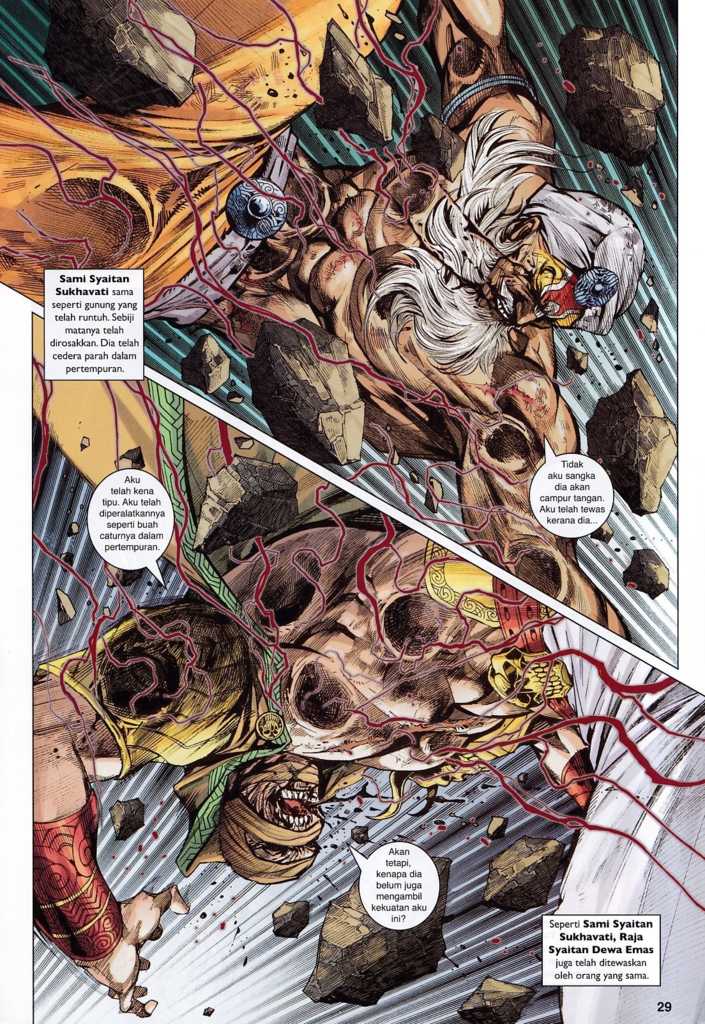 Sami Syaitan
Sukhavati sama
seperti gunung yang
telah runtuh. Sebiji
matanya telah
dirosakkan. Dia telah
cedera parah dalam
pertempuran.
Tidak
aku sangka
dia akan
campur tangan.
Aku telah tewas
kerana dia...
Aku
telah kena
tipu. Aku telah
diperalatkannya
seperti buah
caturnya dalam
pertempuran.
Akan
tetapi,
kenapa dia
belum juga
mengambil
kekuatan aku
ini?
Seperti Sami Syaitan
Sukhavati, Raja
Syaitan Dewa Emas
juga telah ditewaskan
oleh orang yang sama.
29